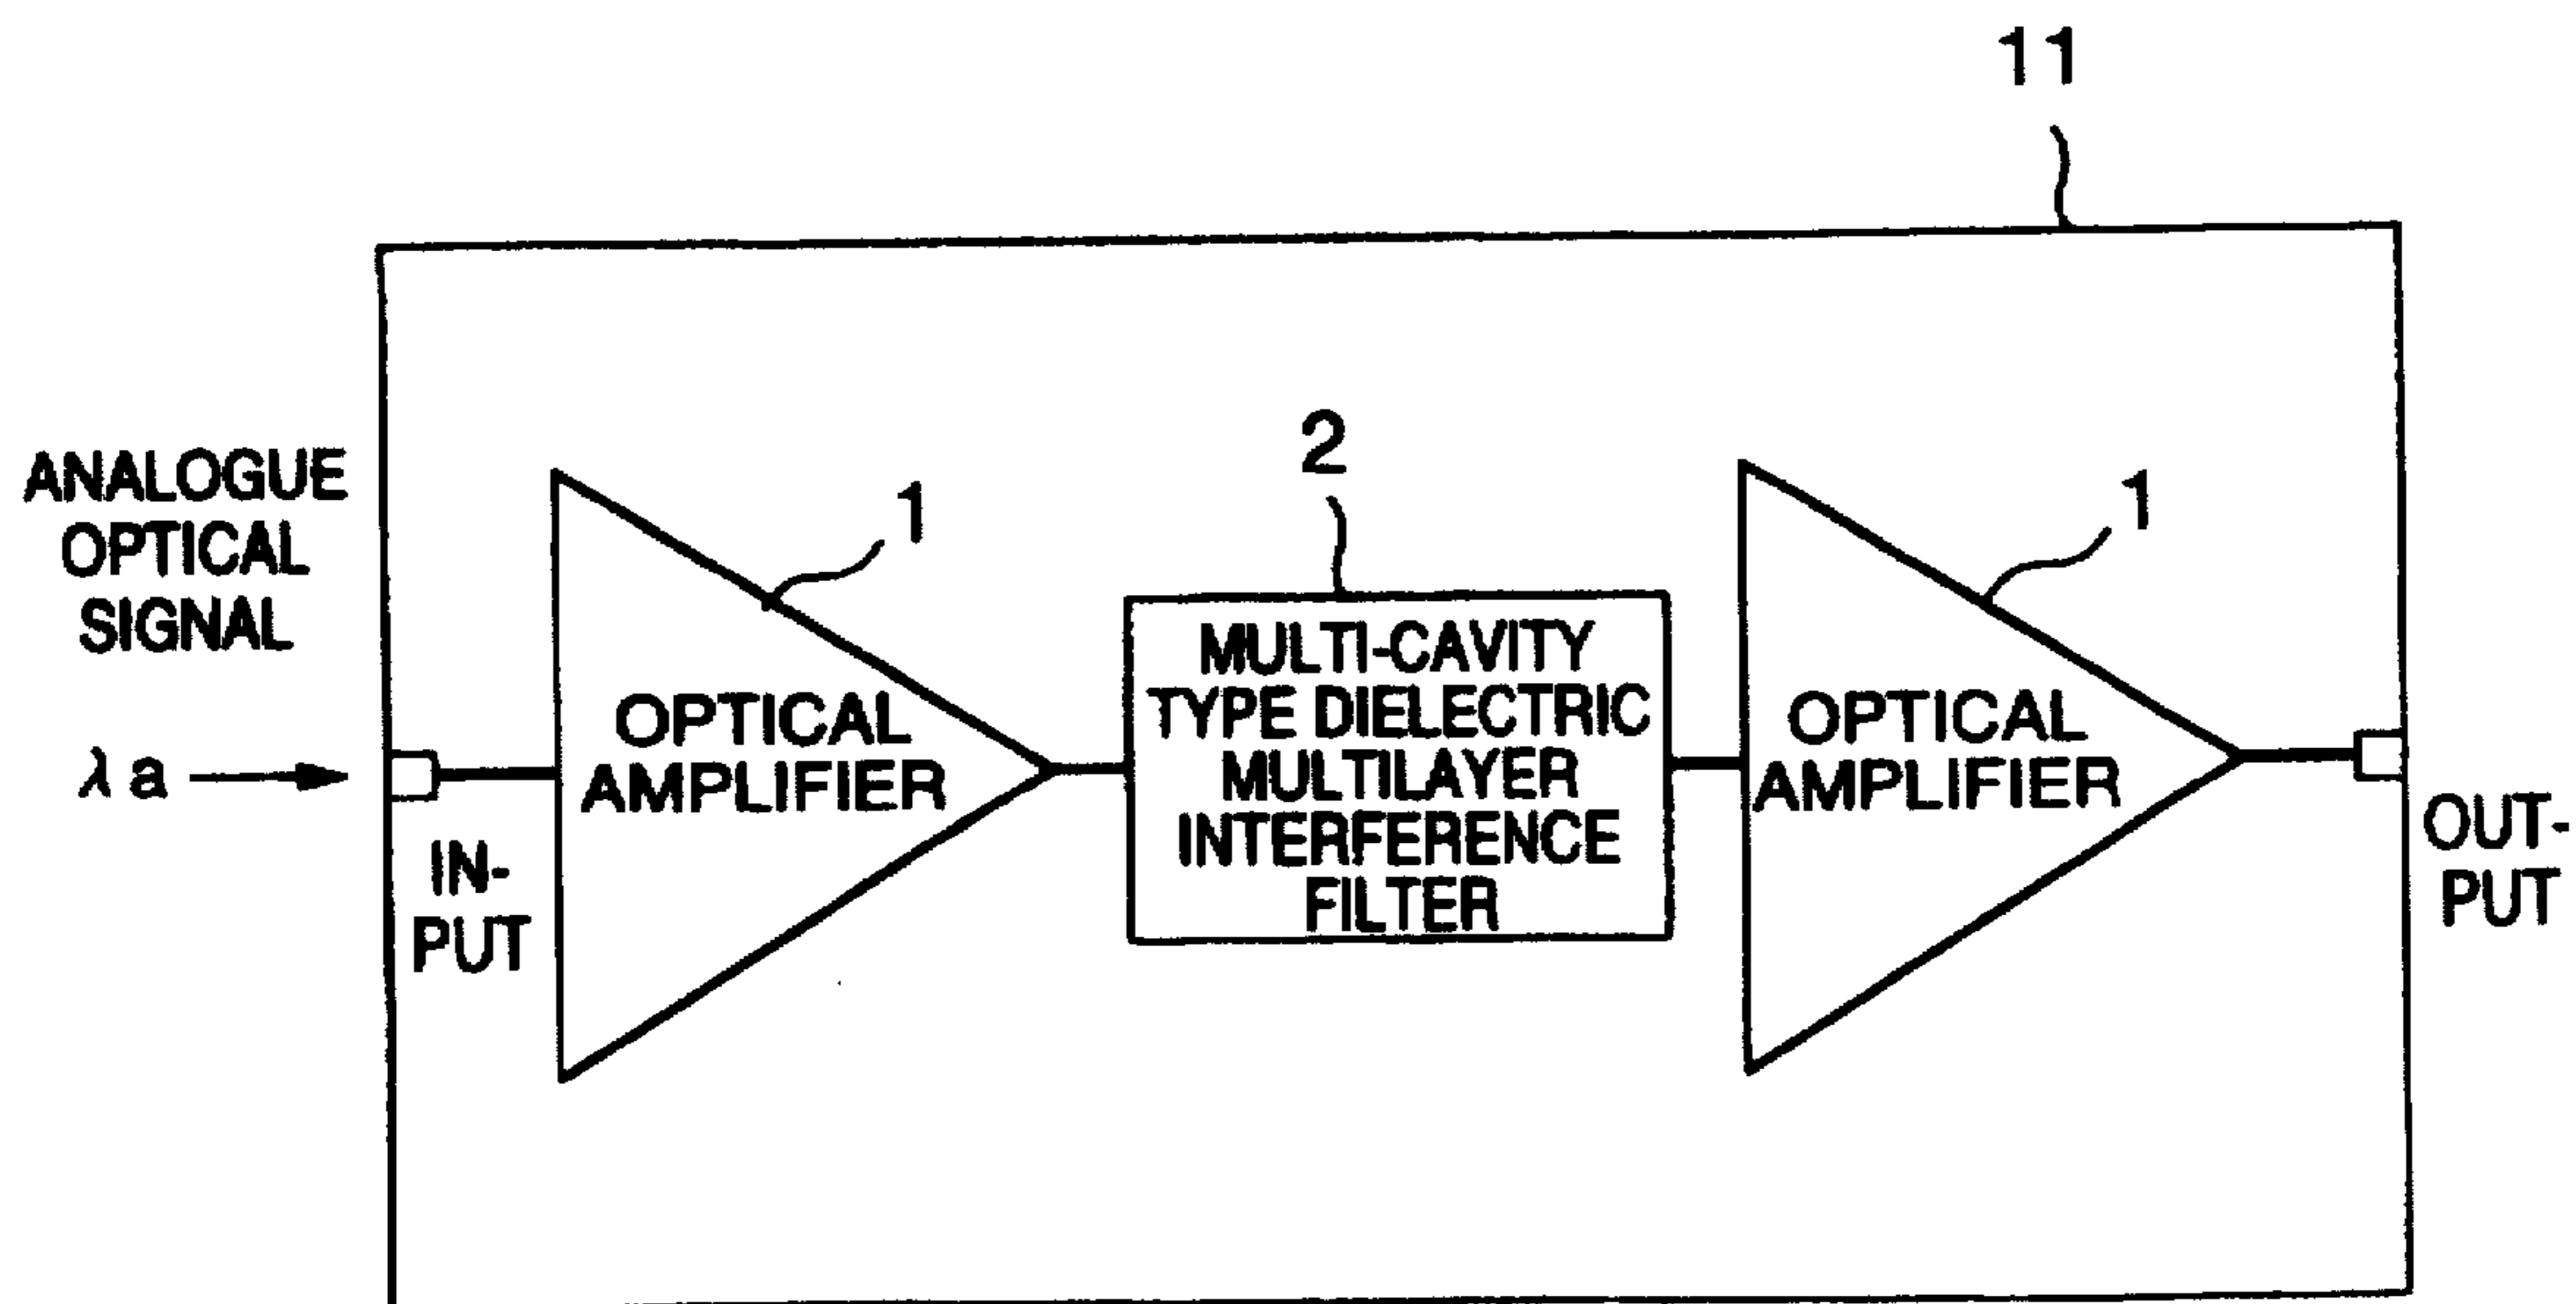 11
ANALOGUE
OPTICAL
SIGNAL
λa
IN-
PUT
1
OPTICAL
AMPLIFIER
2
MULTI-CAVITY
TYPE DIELECTRIC
MULTILAYER
INTERFERENCE
FILTER
1
OPTICAL
AMPLIFIER
OUT-
PUT